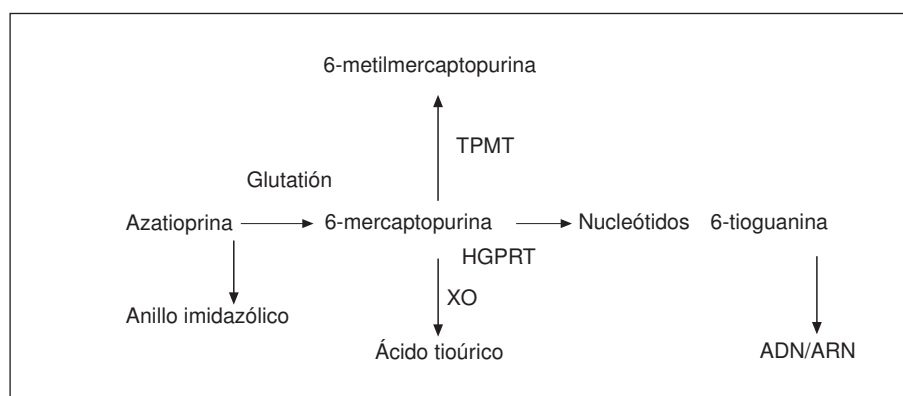 6-metilmercaptopurina
TPMT
Glutatión
Azatioprina 6-mercaptopurina Nucleótidos 6-tioguanina
HGPRT
XO
Anillo imidazólico
Ácido tioúrico ADN/ARN